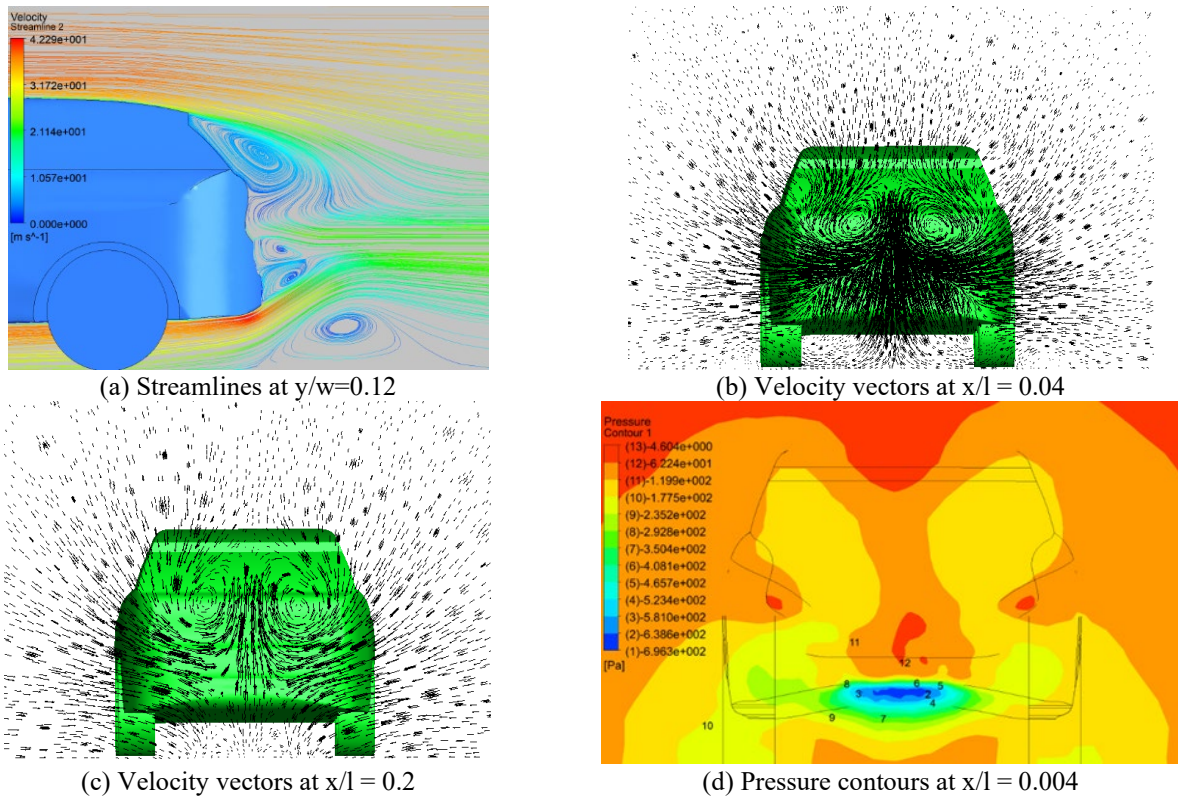 Velocity
Streamline 2
4.229e+001
3.172e+001
2.114e+001
1.057e+001
0.000e+000
[m s^-1]
(a) Streamlines at y/w=0.12
(b) Velocity vectors at x/l = 0.04
(c) Velocity vectors at x/l = 0.2
Pressure
Contour 1
(13)-4.604e+000
(12)-6.224e+001
(11)-1.199e+002
(10)-1.775e+002
(9)-2.352e+002
(8)-2.928e+002
(7)-3.504e+002
(6)-4.081e+002
(5)-4.657e+002
(4)-5.234e+002
(3)-5.810e+002
(2)-6.386e+002
(1)-6.963e+002
[Pa]
11
12
8
6
5
3
2
4
9
7
10
(d) Pressure contours at x/l = 0.004